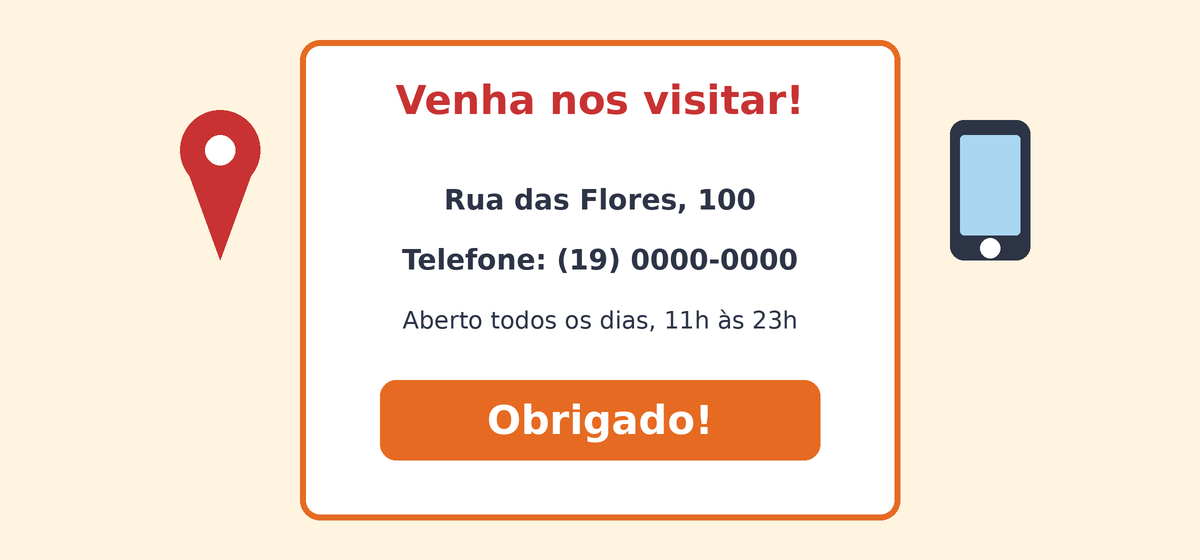 Venha nos visitar!
Rua das Flores, 100
Telefone: (19) 0000-0000
Aberto todos os dias, 11h às 23h
Obrigado!